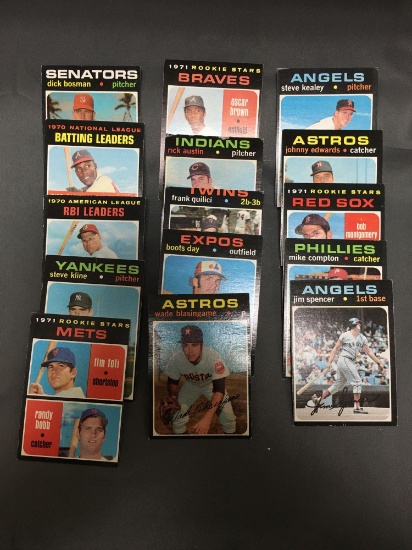 SENATORS
dick bosman • pitcher
1970 NATIONAL LEAGUE
BATTING LEADERS
1970 AMERICAN LEAGUE
RBI LEADERS
YANKEES
steve kline • pitcher
1971 ROOKIE STARS
METS
tim foli
shortstop
randy bobb
catcher
1971 ROOKIE STARS
BRAVES
oscar brown
outfield
INDIANS
rick austin • pitcher
TWINS
frank quilici • 2b-3b
EXPOS
boots day • outfield
ASTROS
wade blasingame • p
ANGELS
steve kealey • pitcher
ASTROS
johnny edwards • catcher
1971 ROOKIE STARS
RED SOX
bob montgomery
PHILLIES
mike compton • catcher
ANGELS
jim spencer • 1st base